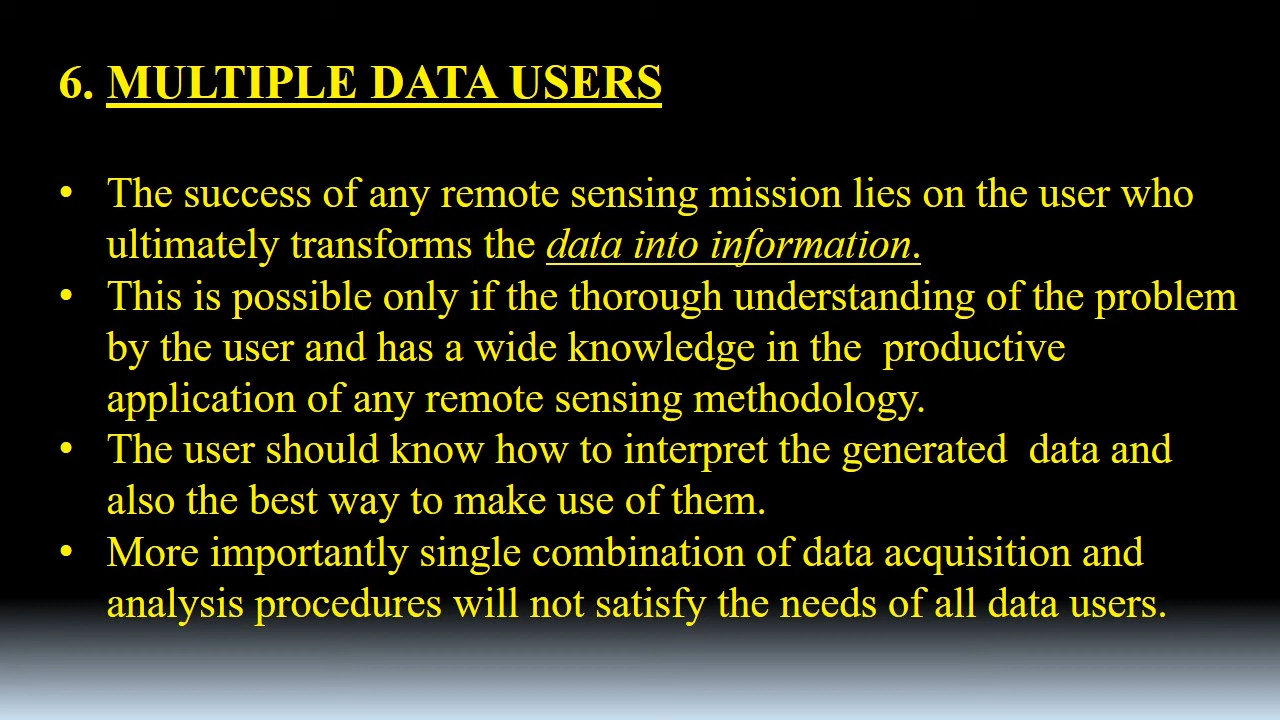 6. MULTIPLE DATA USERS
• The success of any remote sensing mission lies on the user who
ultimately transforms the data into information.
• This is possible only if the thorough understanding of the problem
by the user and has a wide knowledge in the  productive
application of any remote sensing methodology.
• The user should know how to interpret the generated  data and
also the best way to make use of them.
• More importantly single combination of data acquisition and
analysis procedures will not satisfy the needs of all data users.